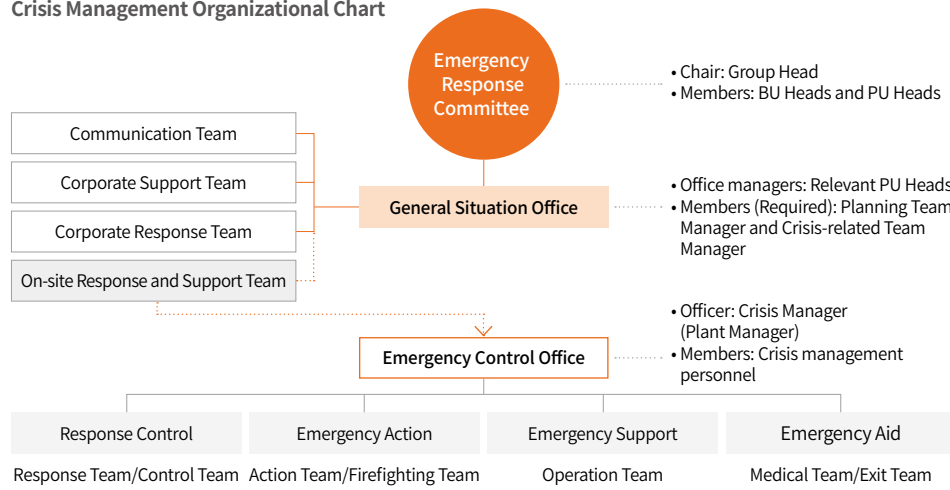 Crisis Management Organizational Chart
Emergency
Response
Committee
• Chair: Group Head
• Members: BU Heads and PU Heads
Communication Team
Corporate Support Team
Corporate Response Team
On-site Response and Support Team
General Situation Office
• Office managers: Relevant PU Heads
• Members (Required): Planning Team
Manager and Crisis-related Team
Manager
Emergency Control Office
• Officer: Crisis Manager
(Plant Manager)
• Members: Crisis management
personnel
Response Control
Emergency Action
Emergency Support
Emergency Aid
Response Team/Control Team
Action Team/Firefighting Team
Operation Team
Medical Team/Exit Team